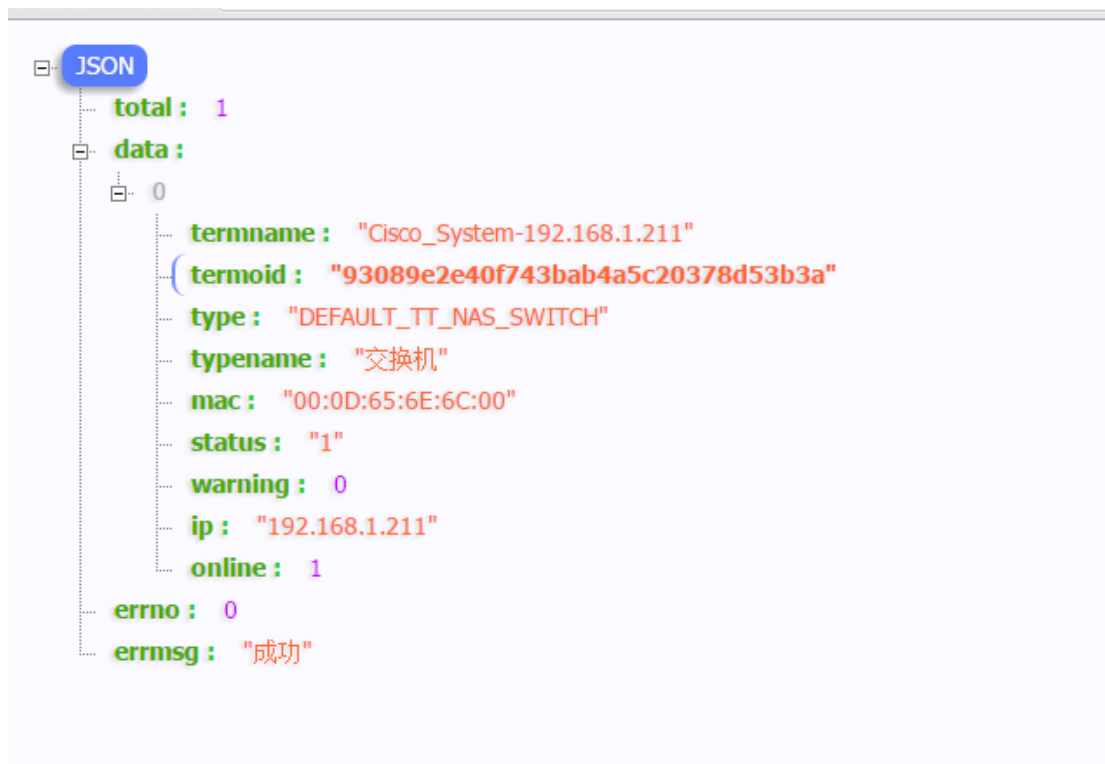 JSON
total : 1
data :
0
termname : "Cisco_System-192.168.1.211"
termoid : "93089e2e40f743bab4a5c20378d53b3a"
type : "DEFAULT_TT_NAS_SWITCH"
typename : "交换机"
mac : "00:0D:65:6E:6C:00"
status : "1"
warning : 0
ip : "192.168.1.211"
online : 1
errno : 0
errmsg : "成功"